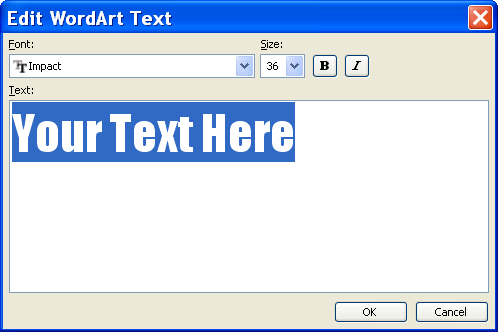 Edit WordArt Text
Font: Size:
Impact 36 B I
Text:
Your Text Here
OK Cancel